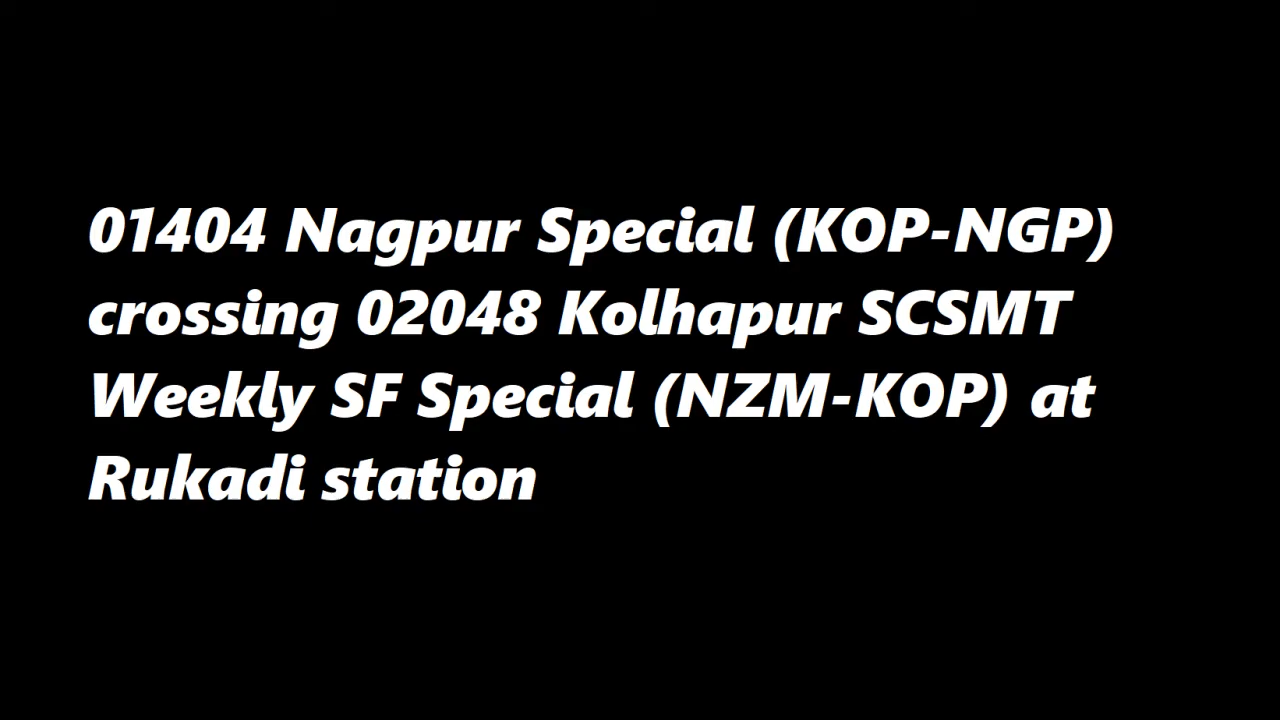 01404 Nagpur Special (KOP-NGP)
crossing 02048 Kolhapur SCSMT
Weekly SF Special (NZM-KOP) at
Rukadi station